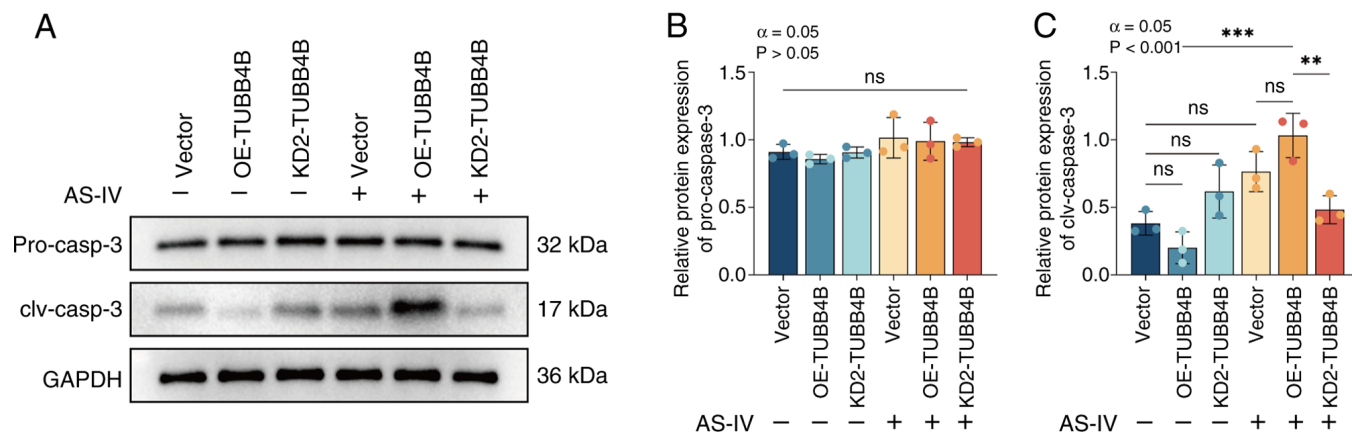 A
Vector
OE-TUBB4B
KD2-TUBB4B
Vector
OE-TUBB4B
KD2-TUBB4B
AS-IV − − − + + +
Pro-casp-3 32 kDa
clv-casp-3 17 kDa
GAPDH 36 kDa
B
α = 0.05
P > 0.05
Relative protein expression
of pro-caspase-3
1.5
1.0
0.5
0.0
ns
Vector
OE-TUBB4B
KD2-TUBB4B
Vector
OE-TUBB4B
KD2-TUBB4B
AS-IV − − − + + +
C
α = 0.05
P < 0.001
Relative protein expression
of clv-caspase-3
1.5
1.0
0.5
0.0
***
**
ns
ns
ns
ns
Vector
OE-TUBB4B
KD2-TUBB4B
Vector
OE-TUBB4B
KD2-TUBB4B
AS-IV − − − + + +